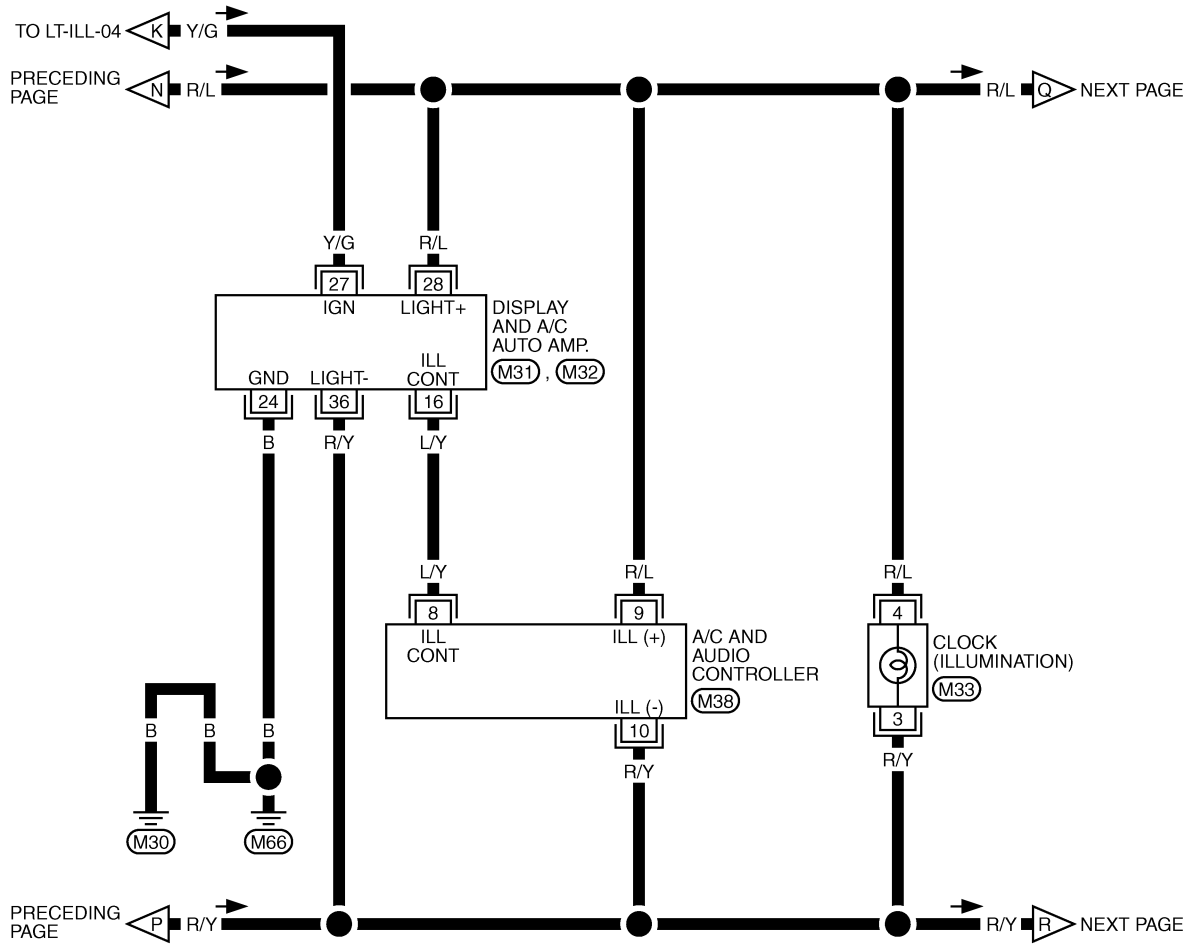 TO LT-ILL-04 K Y/G
PRECEDING
PAGE
N R/L
R/L Q NEXT PAGE
Y/G R/L
27 28
IGN LIGHT+
DISPLAY
AND A/C
AUTO AMP.
M31 , M32
GND LIGHT- ILL
CONT
24 36 16
B R/Y L/Y
L/Y R/L R/L
8 9 4
ILL
CONT
ILL (+)
A/C AND
AUDIO
CONTROLLER
M38
ILL (-)
10
R/Y
CLOCK
(ILLUMINATION)
M33
3
R/Y
B B B
M30 M66
PRECEDING
PAGE
P R/Y
R/Y R NEXT PAGE